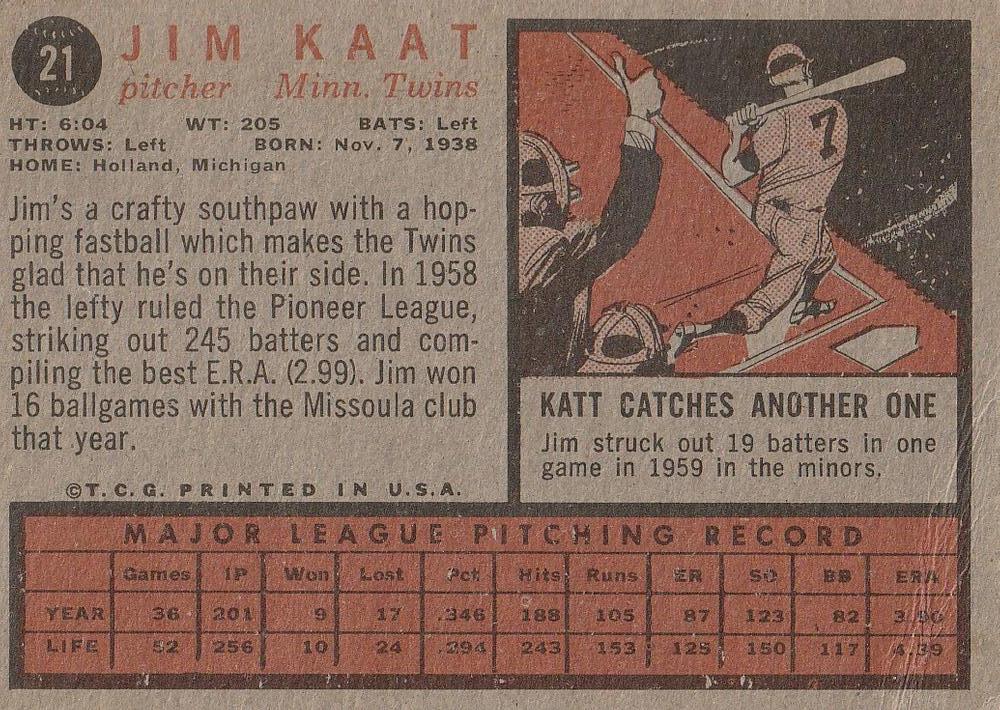 21
JIM KAAT
pitcher Minn. Twins
HT: 6:04 WT: 205 BATS: Left
THROWS: Left BORN: Nov. 7, 1938
HOME: Holland, Michigan
Jim's a crafty southpaw with a hop-
ping fastball which makes the Twins
glad that he's on their side. In 1958
the lefty ruled the Pioneer League,
striking out 245 batters and com-
piling the best E.R.A. (2.99). Jim won
16 ballgames with the Missoula club
that year.
©T.C.G. PRINTED IN U.S.A.
7
KATT CATCHES ANOTHER ONE
Jim struck out 19 batters in one
game in 1959 in the minors.
MAJOR LEAGUE PITCHING RECORD
Games IP Won Lost Pct Hits Runs ER SO BB ERA
YEAR 36 201 9 17 .346 188 105 87 123 82 3.90
LIFE 52 256 10 24 .294 243 153 125 150 117 4.39